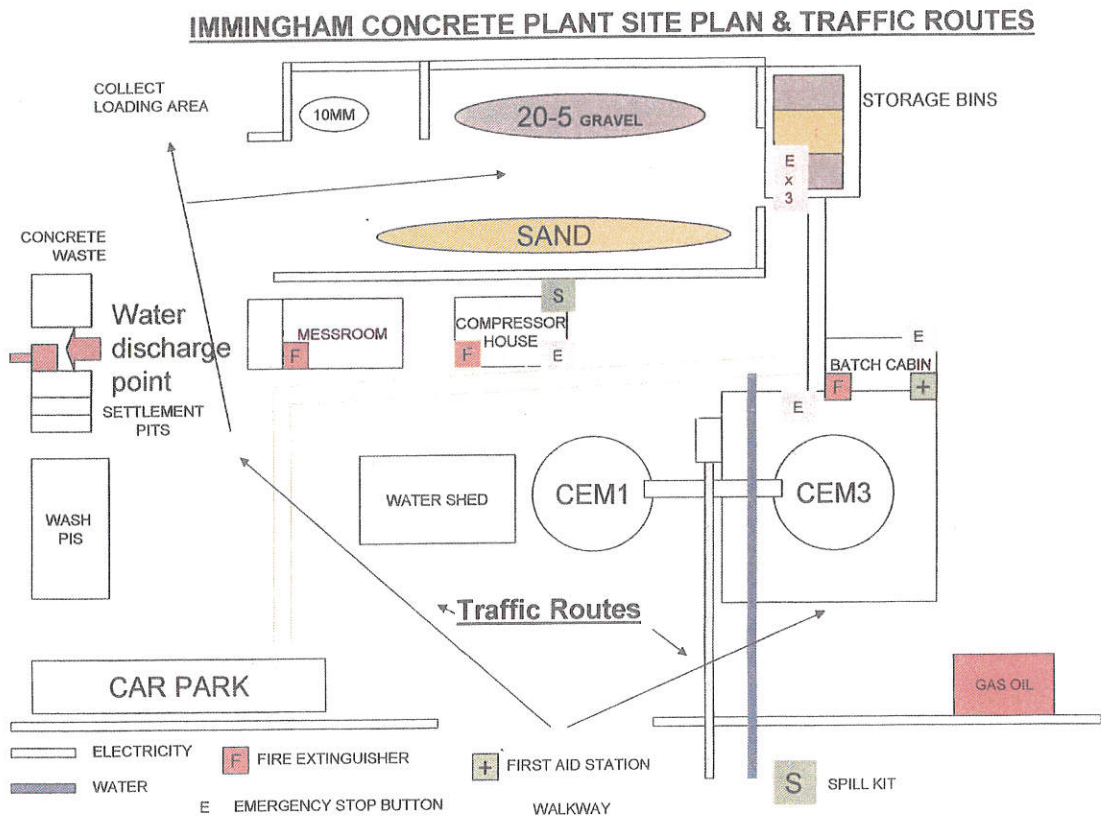 IMMINGHAM CONCRETE PLANT SITE PLAN & TRAFFIC ROUTES
COLLECT
LOADING AREA
10MM
20-5 GRAVEL
STORAGE BINS
E
x
3
SAND
CONCRETE
WASTE
Water
discharge
point
SETTLEMENT
PITS
MESSROOM
F
S
COMPRESSOR
HOUSE
F
E
E
BATCH CABIN
F
+
E
WASH
PIS
WATER SHED
CEM1
CEM3
Traffic Routes
CAR PARK
GAS OIL
ELECTRICITY
F FIRE EXTINGUISHER
+ FIRST AID STATION
S SPILL KIT
WATER
E EMERGENCY STOP BUTTON
WALKWAY